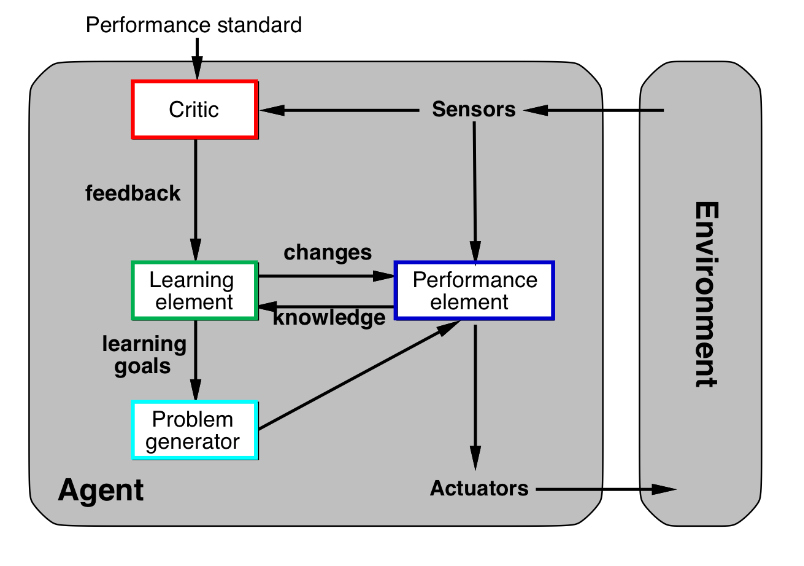 Performance standard
Critic
Sensors
feedback
changes
Learning
element
Performance
element
knowledge
learning
goals
Problem
generator
Agent
Actuators
Environment